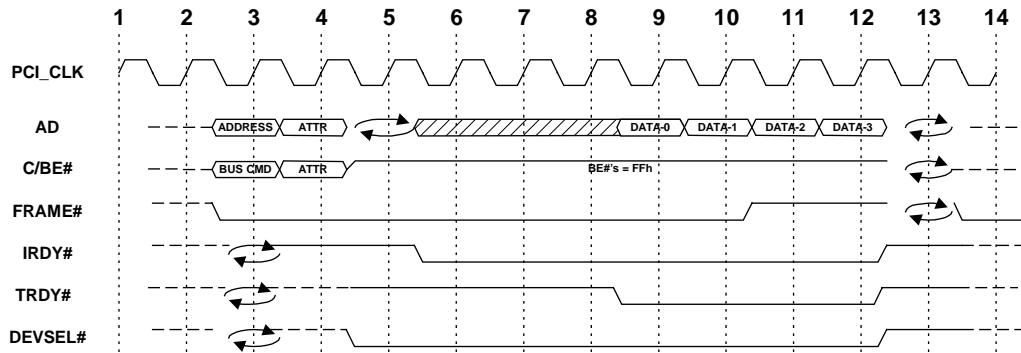 1 2 3 4 5 6 7 8 9 10 11 12 13 14
PCI_CLK
AD ADDRESS ATTR DATA-0 DATA-1 DATA-2 DATA-3
C/BE# BUS CMD ATTR BE#'s = FFh
FRAME#
IRDY#
TRDY#
DEVSEL#